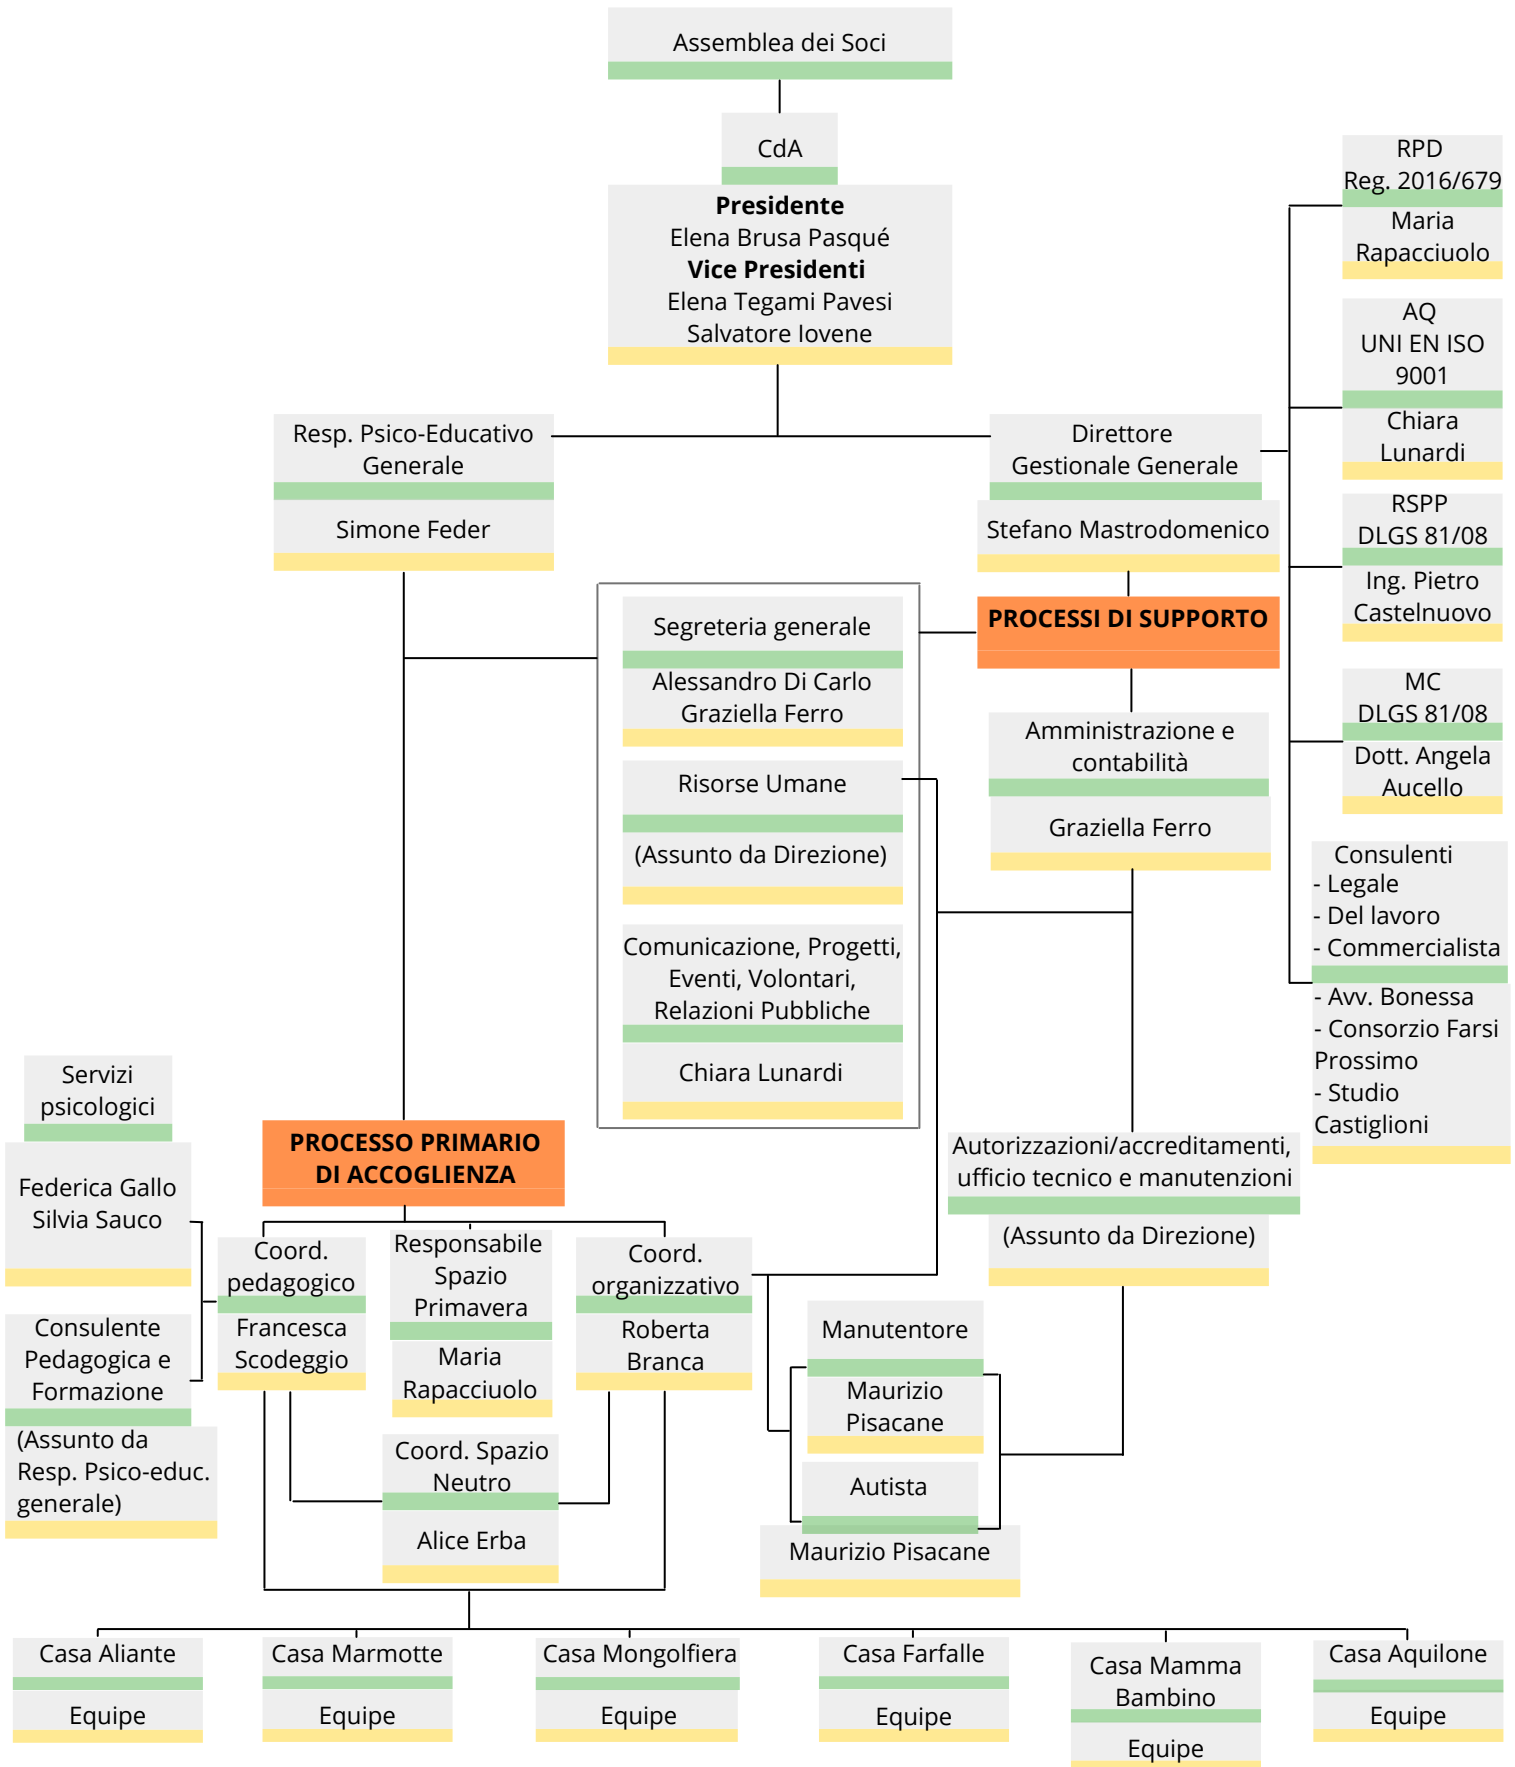 Assemblea dei Soci
CdA
Presidente
Elena Brusa Pasqué
Vice Presidenti
Elena Tegami Pavesi
Salvatore Iovene
RPD
Reg. 2016/679
Maria
Rapacciuolo
AQ
UNI EN ISO
9001
Chiara
Lunardi
RSPP
DLGS 81/08
Ing. Pietro
Castelnuovo
MC
DLGS 81/08
Dott. Angela
Aucello
Consulenti
- Legale
- Del lavoro
- Commercialista
- Avv. Bonessa
- Consorzio Farsi
Prossimo
- Studio
Castiglioni
Resp. Psico-Educativo
Generale
Simone Feder
Direttore
Gestionale Generale
Stefano Mastrodomenico
PROCESSI DI SUPPORTO
Segreteria generale
Alessandro Di Carlo
Graziella Ferro
Risorse Umane
(Assunto da Direzione)
Comunicazione, Progetti,
Eventi, Volontari,
Relazioni Pubbliche
Chiara Lunardi
Amministrazione e
contabilità
Graziella Ferro
Autorizzazioni/accreditamenti,
ufficio tecnico e manutenzioni
(Assunto da Direzione)
Servizi
psicologici
Federica Gallo
Silvia Sauco
Consulente
Pedagogica e
Formazione
(Assunto da
Resp. Psico-educ.
generale)
PROCESSO PRIMARIO
DI ACCOGLIENZA
Coord.
pedagogico
Francesca
Scodeggio
Responsabile
Spazio
Primavera
Maria
Rapacciuolo
Coord.
organizzativo
Roberta
Branca
Coord. Spazio
Neutro
Alice Erba
Manutentore
Maurizio
Pisacane
Autista
Maurizio Pisacane
Casa Aliante
Equipe
Casa Marmotte
Equipe
Casa Mongolfiera
Equipe
Casa Farfalle
Equipe
Casa Mamma
Bambino
Equipe
Casa Aquilone
Equipe